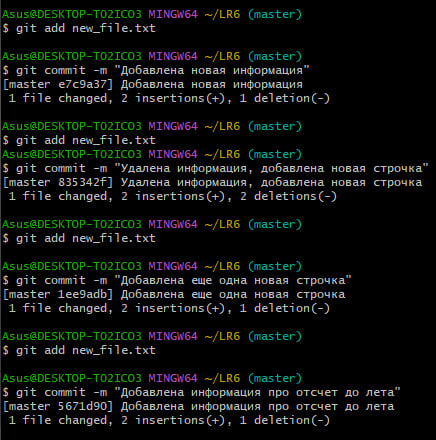 Asus@DESKTOP-TO2ICO3 MINGW64 ~/LR6 (master)
$ git add new_file.txt
Asus@DESKTOP-TO2ICO3 MINGW64 ~/LR6 (master)
$ git commit -m "Добавлена новая информация"
[master e7c9a37] Добавлена новая информация
1 file changed, 2 insertions(+), 1 deletion(-)
Asus@DESKTOP-TO2ICO3 MINGW64 ~/LR6 (master)
$ git add new_file.txt
Asus@DESKTOP-TO2ICO3 MINGW64 ~/LR6 (master)
$ git commit -m "Удалена информация, добавлена новая строчка"
[master 835342f] Удалена информация, добавлена новая строчка
1 file changed, 2 insertions(+), 2 deletions(-)
Asus@DESKTOP-TO2ICO3 MINGW64 ~/LR6 (master)
$ git add new_file.txt
Asus@DESKTOP-TO2ICO3 MINGW64 ~/LR6 (master)
$ git commit -m "Добавлена еще одна новая строчка"
[master 1ee9adb] Добавлена еще одна новая строчка
1 file changed, 2 insertions(+), 1 deletion(-)
Asus@DESKTOP-TO2ICO3 MINGW64 ~/LR6 (master)
$ git add new_file.txt
Asus@DESKTOP-TO2ICO3 MINGW64 ~/LR6 (master)
$ git commit -m "Добавлена информация про отсчет до лета"
[master 5671d90] Добавлена информация про отсчет до лета
1 file changed, 2 insertions(+), 1 deletion(-)